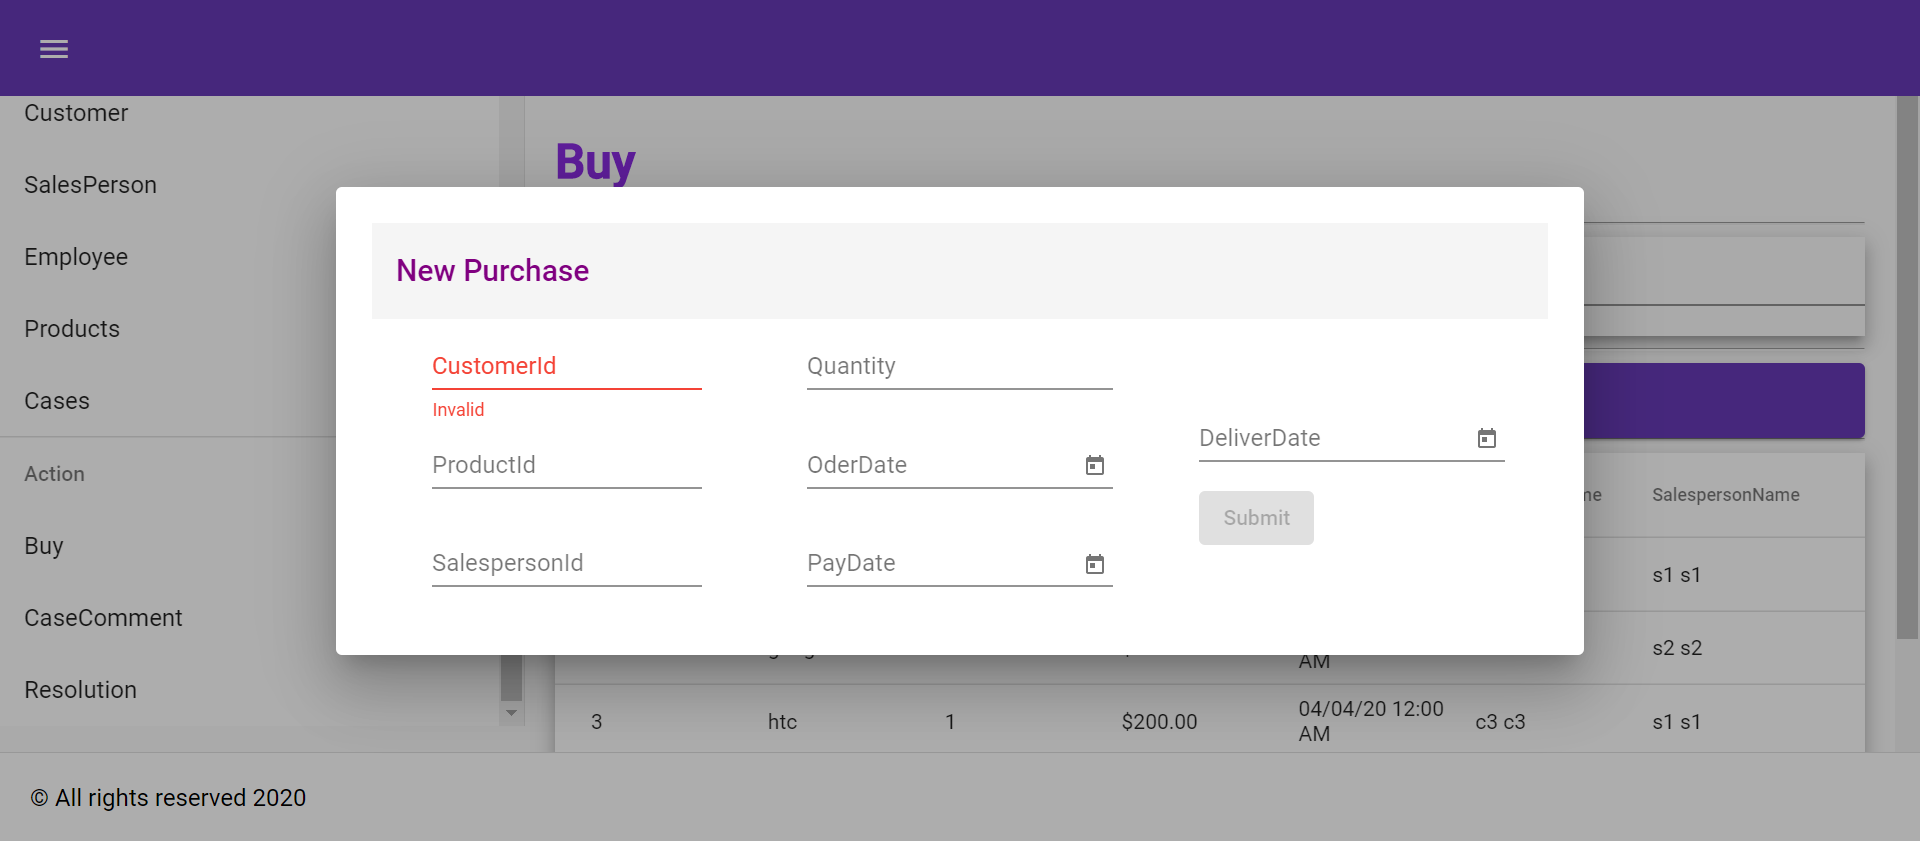 Customer
SalesPerson
Employee
Products
Cases
Action
Buy
CaseComment
Resolution
Buy
New Purchase
CustomerId
Invalid
ProductId
SalespersonId
Quantity
OderDate
PayDate
DeliverDate
Submit
SalespersonName
s1 s1
AM
s2 s2
3 htc 1 $200.00 04/04/20 12:00 AM c3 c3 s1 s1
© All rights reserved 2020